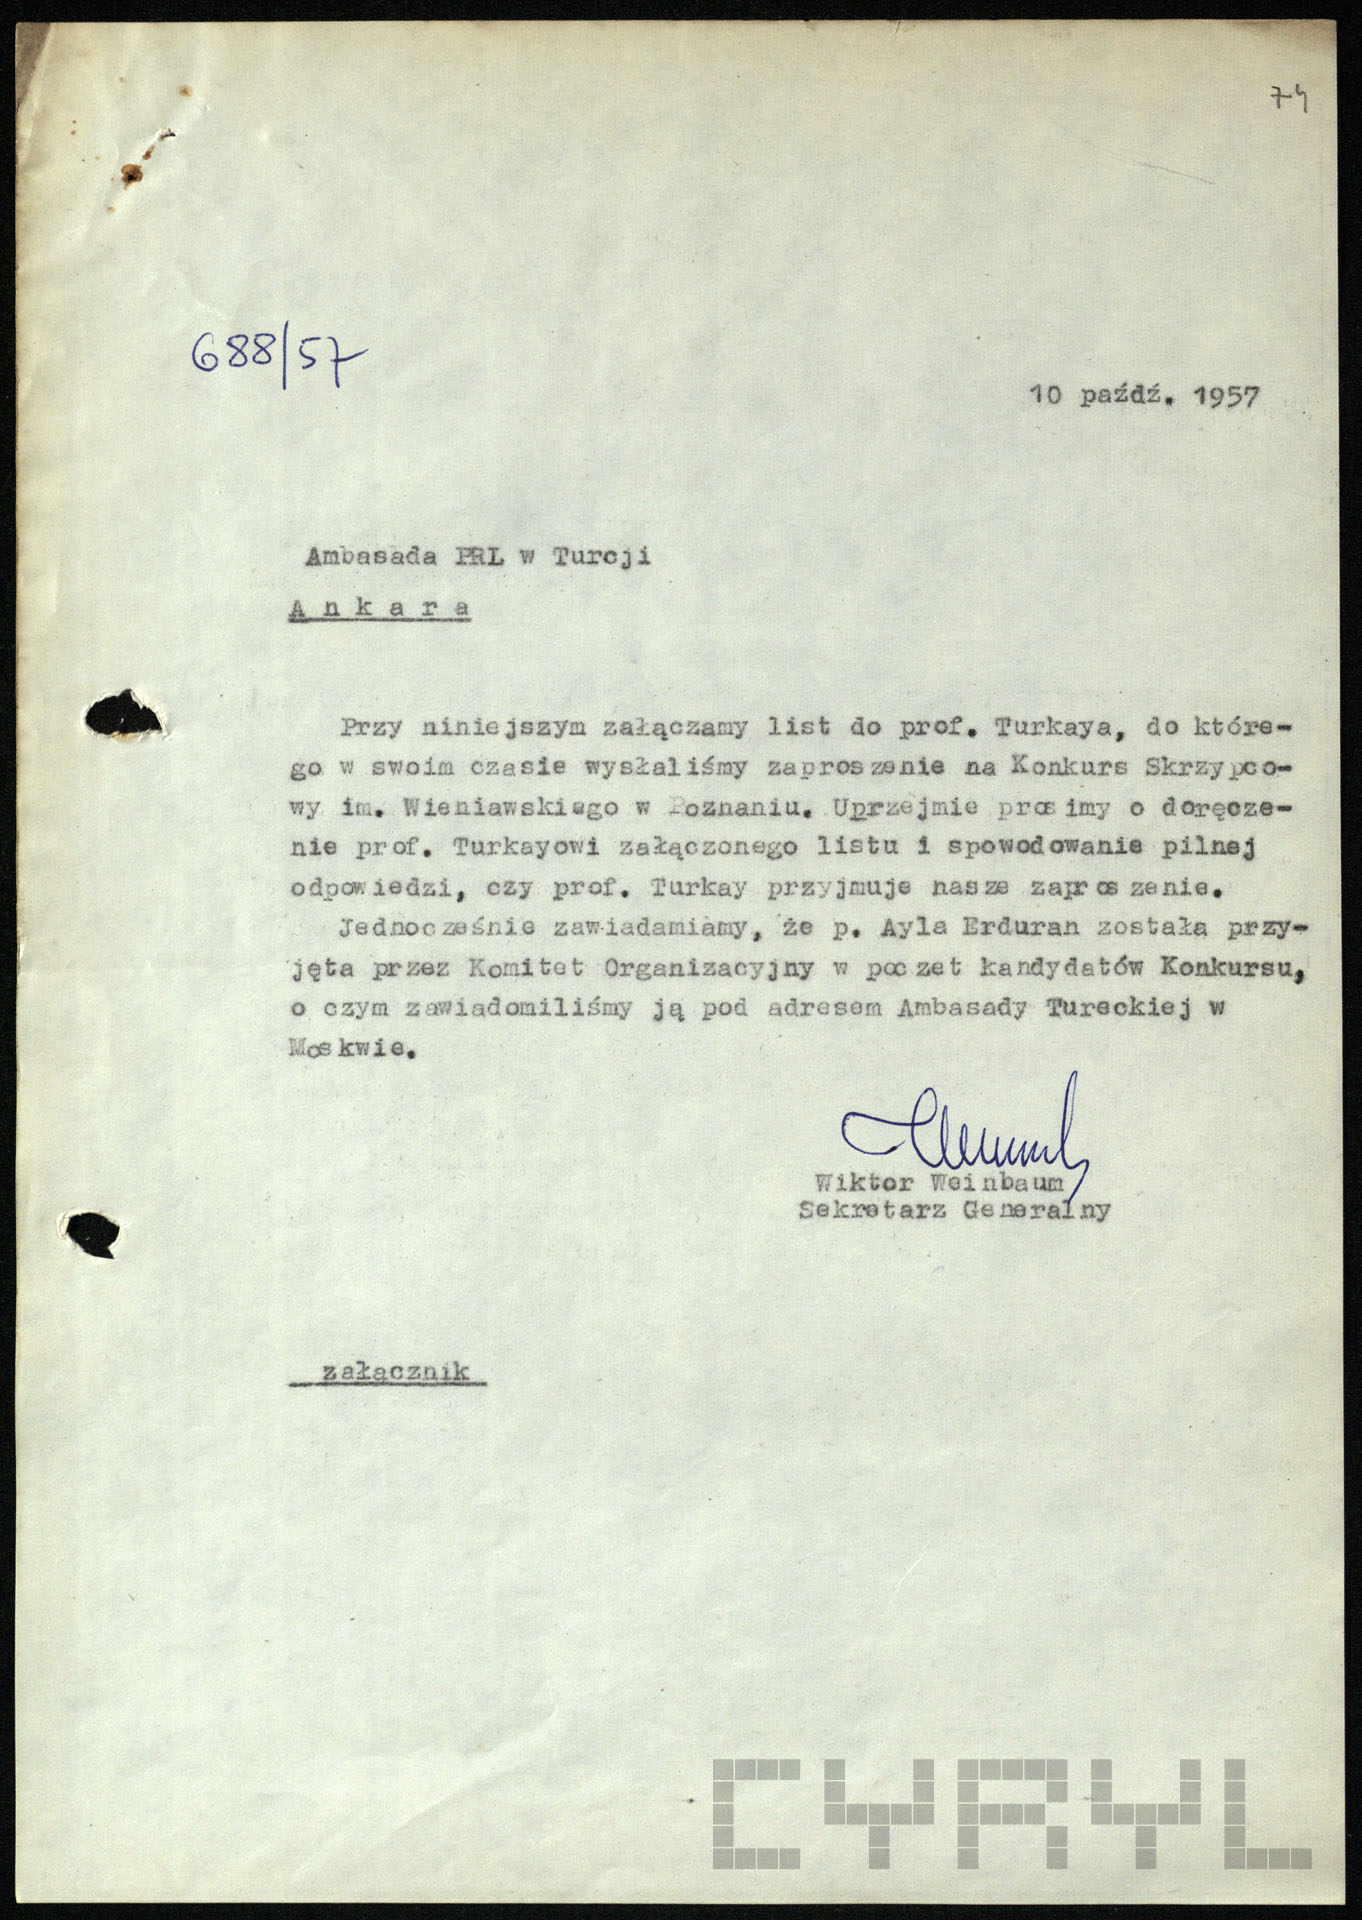 74
688/57
10 paźdź. 1957
Ambasada PRL w Turcji
A n k a r a
Przy niniejszym załączamy list do prof. Turkaya, do które-
go w swoim czasie wysłaliśmy zaproszenie na Konkurs Skrzypco-
wy im. Wieniawskiego w Poznaniu. Uprzejmie prosimy o doręcze-
nie prof. Turkayowi załączonego listu i spowodowanie pilnej
odpowiedzi, czy prof. Turkay przyjmuje nasze zaproszenie.
Jednocześnie zawiadamiamy, że p. Ayla Erduran została przy-
jęta przez Komitet Organizacyjny w poczet kandydatów Konkursu,
o czym zawiadomiliśmy ją pod adresem Ambasady Tureckiej w
Moskwie.
Wiktor Weinbaum
Sekretarz Generalny
załącznik
CYRYL